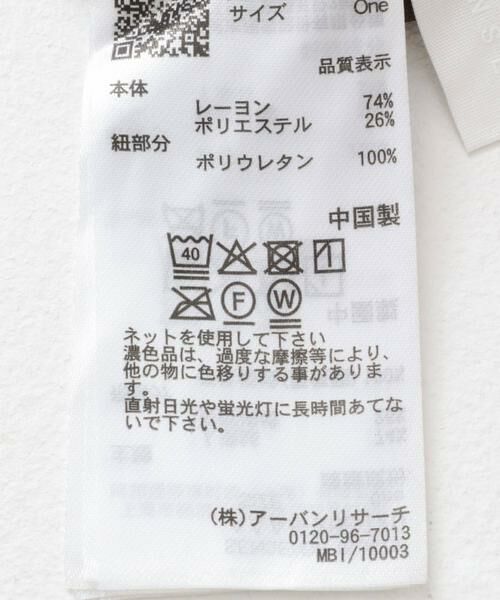 サイズ One
品質表示
本体
レーヨン 74%
ポリエステル 26%
紐部分
ポリウレタン 100%
中国製
40
F W
ネットを使用して下さい
濃色品は、過度な摩擦等により、
他の物に色移りする事がありま
す。
直射日光や蛍光灯に長時間あてな
いで下さい。
(株)アーバンリサーチ
0120-96-7013
MBI/10003